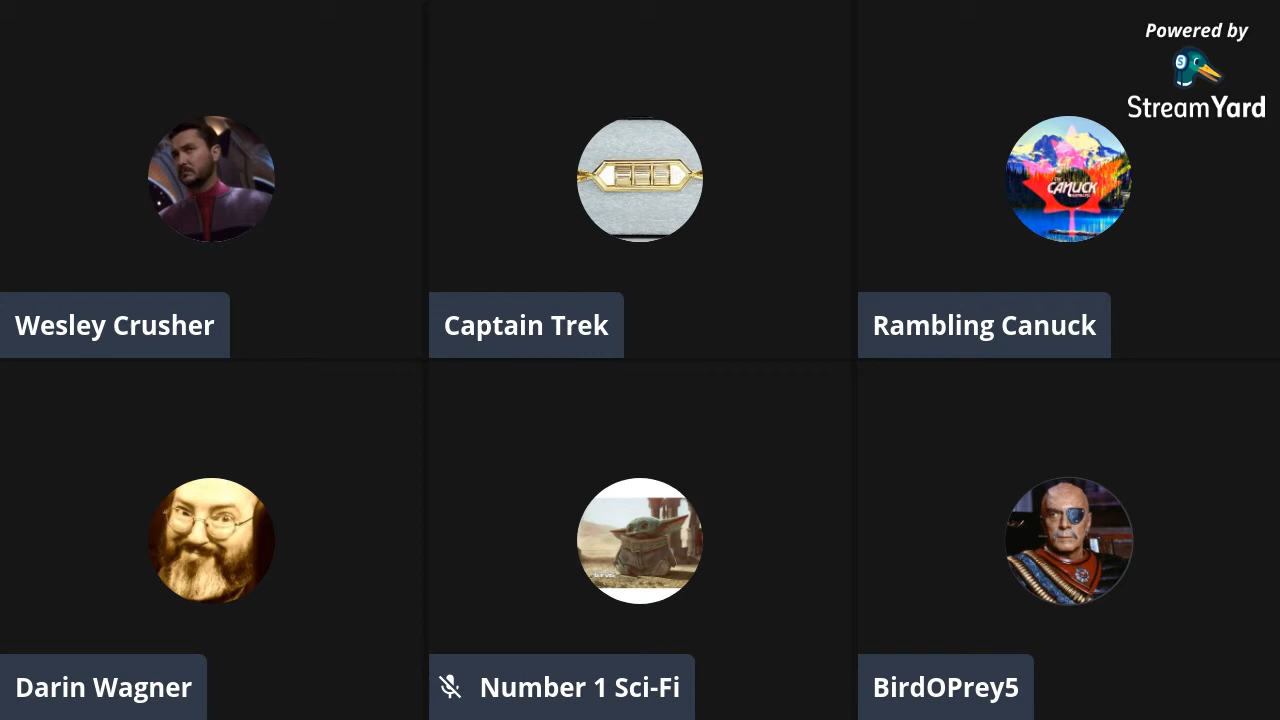 Powered by
StreamYard
CANUCK
Wesley Crusher
Captain Trek
Rambling Canuck
Darin Wagner
Number 1 Sci-Fi
BirdOPrey5